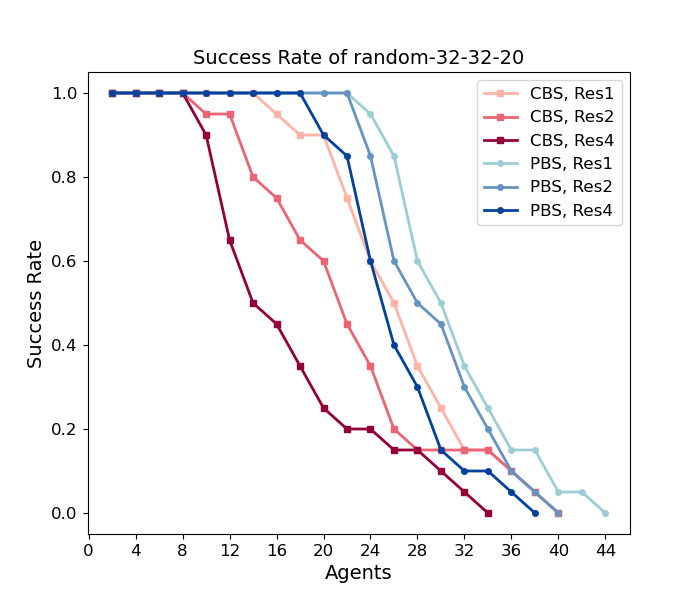 Success Rate of random-32-32-20
CBS, Res1
CBS, Res2
CBS, Res4
PBS, Res1
PBS, Res2
PBS, Res4
Success Rate
1.0
0.8
0.6
0.4
0.2
0.0
0 4 8 12 16 20 24 28 32 36 40 44
Agents